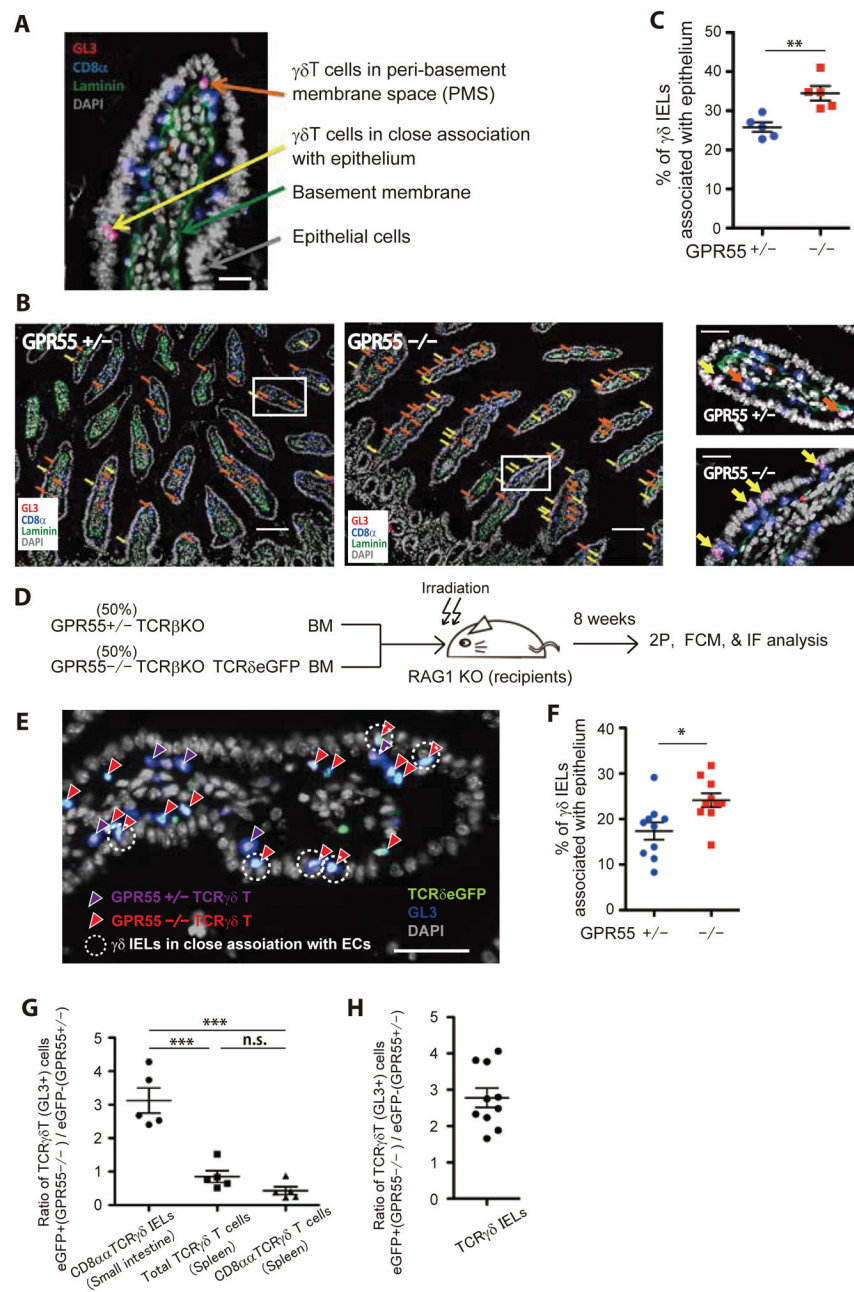 A
GL3
CD8α
Laminin
DAPI
γδT cells in peri-basement
membrane space (PMS)
γδT cells in close association
with epithelium
Basement membrane
Epithelial cells
C
**
% of γδ IELs
associated with epithelium
50
40
30
20
10
0
GPR55 +/− −/−
B
GPR55 +/−
GL3
CD8α
Laminin
DAPI
GPR55 −/−
GL3
CD8α
Laminin
DAPI
GPR55 +/−
GPR55 −/−
D
(50%)
GPR55+/− TCRβKO BM
(50%)
GPR55−/− TCRβKO TCRδeGFP BM
Irradiation
RAG1 KO (recipients)
8 weeks
2P, FCM, & IF analysis
E
GPR55 +/− TCRγδ T
GPR55 −/− TCRγδ T
γδ IELs in close assoiation with ECs
TCRδeGFP
GL3
DAPI
F
*
% of γδ IELs
associated with epithelium
40
30
20
10
0
GPR55 +/− −/−
G
***
*** n.s.
Ratio of TCRγδT (GL3+) cells
eGFP+(GPR55−/−) / eGFP-(GPR55+/−)
5
4
3
2
1
0
CD8ααTCRγδ IELs
(Small intestine)
Total TCRγδ T cells
(Spleen)
CD8ααTCRγδ T cells
(Spleen)
H
Ratio of TCRγδT (GL3+) cells
eGFP+(GPR55−/−) / eGFP-(GPR55+/−)
5
4
3
2
1
0
TCRγδ IELs